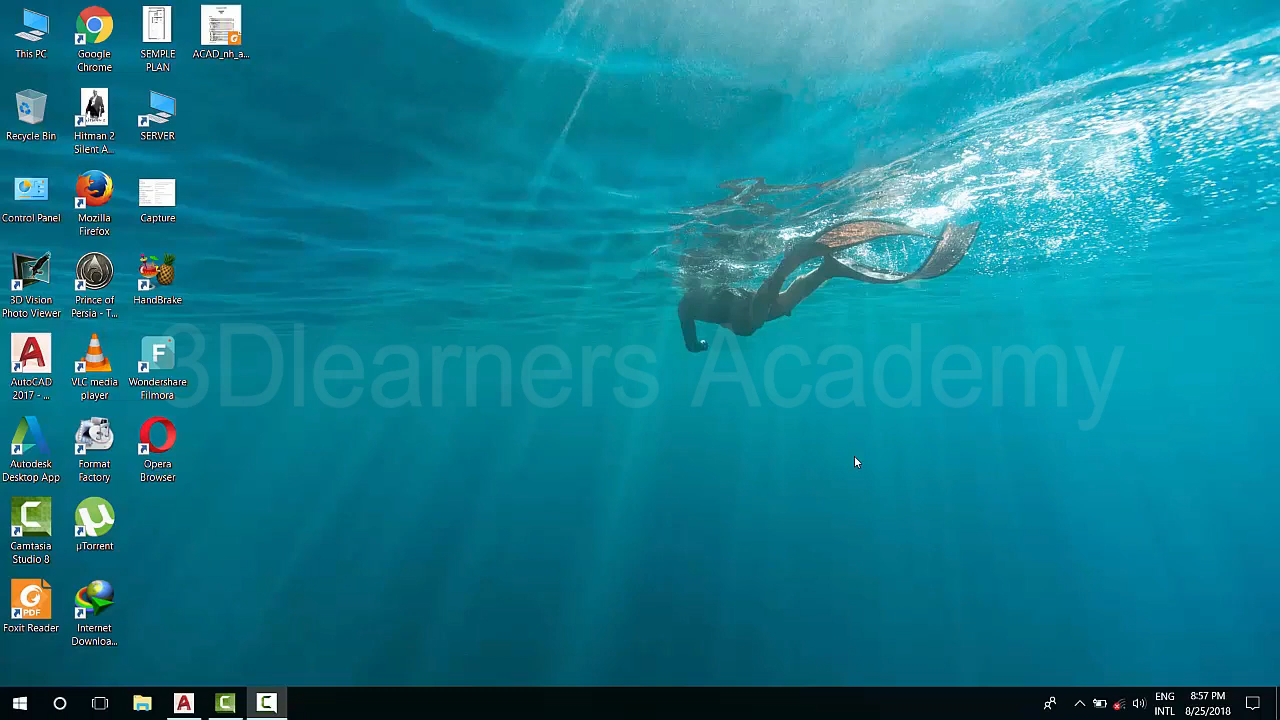 This PC
Google
Chrome
SEMPLE
PLAN
ACAD_nh_a...
Recycle Bin
Hitman 2
Silent A...
SERVER
Control Panel
Mozilla
Firefox
Capture
3D Vision
Photo Viewer
Prince of
Persia - T...
HandBrake
AutoCAD
2017 - ...
VLC media
player
Wondershare
Filmora
Autodesk
Desktop App
Format
Factory
Opera
Browser
Camtasia
Studio 8
µTorrent
PDF
Foxit Reader
Internet
Downloa...
3Dlearners Academy
ENG
INTL
8:57 PM
8/25/2018